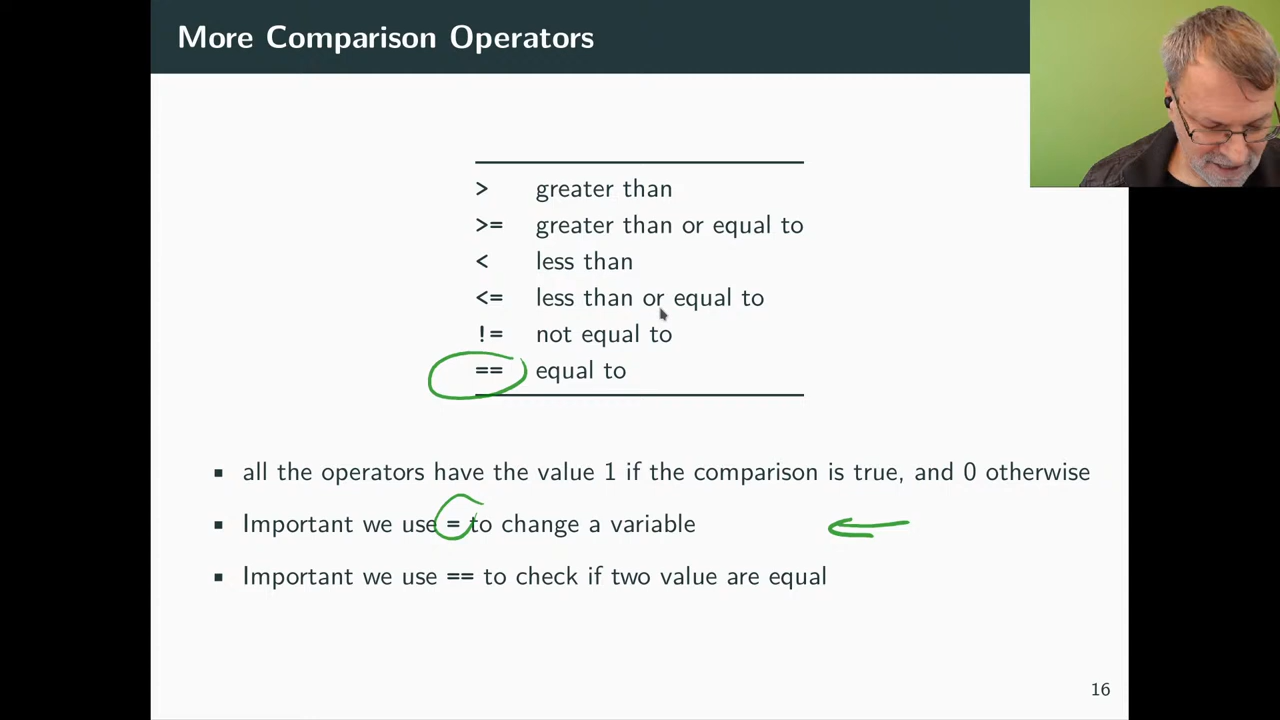 More Comparison Operators
> greater than
>= greater than or equal to
< less than
<= less than or equal to
!= not equal to
== equal to
▪ all the operators have the value 1 if the comparison is true, and 0 otherwise
▪ Important we use = to change a variable
▪ Important we use == to check if two value are equal
16